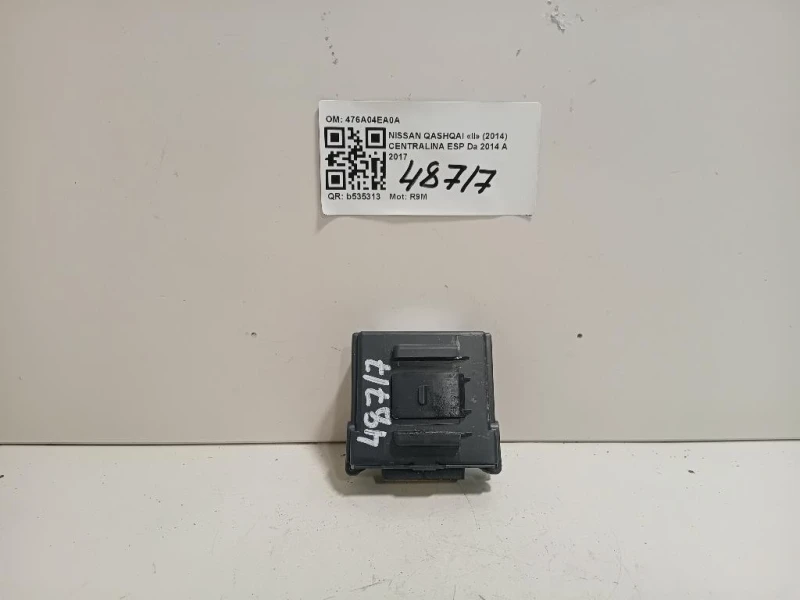 OM: 476A04EA0A
NISSAN QASHQAI «II» (2014)
CENTRALINA ESP Da 2014 A
2017
48717
QR: b535313 Mot: R9M
48717